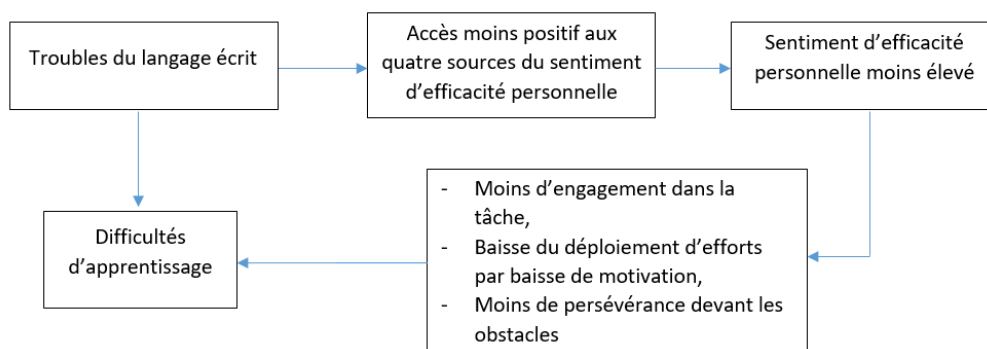 Troubles du langage écrit
Accès moins positif aux
quatre sources du sentiment
d'efficacité personnelle
Sentiment d'efficacité
personnelle moins élevé
- Moins d'engagement dans la
tâche,
- Baisse du déploiement d'efforts
par baisse de motivation,
- Moins de persévérance devant les
obstacles
Difficultés
d'apprentissage